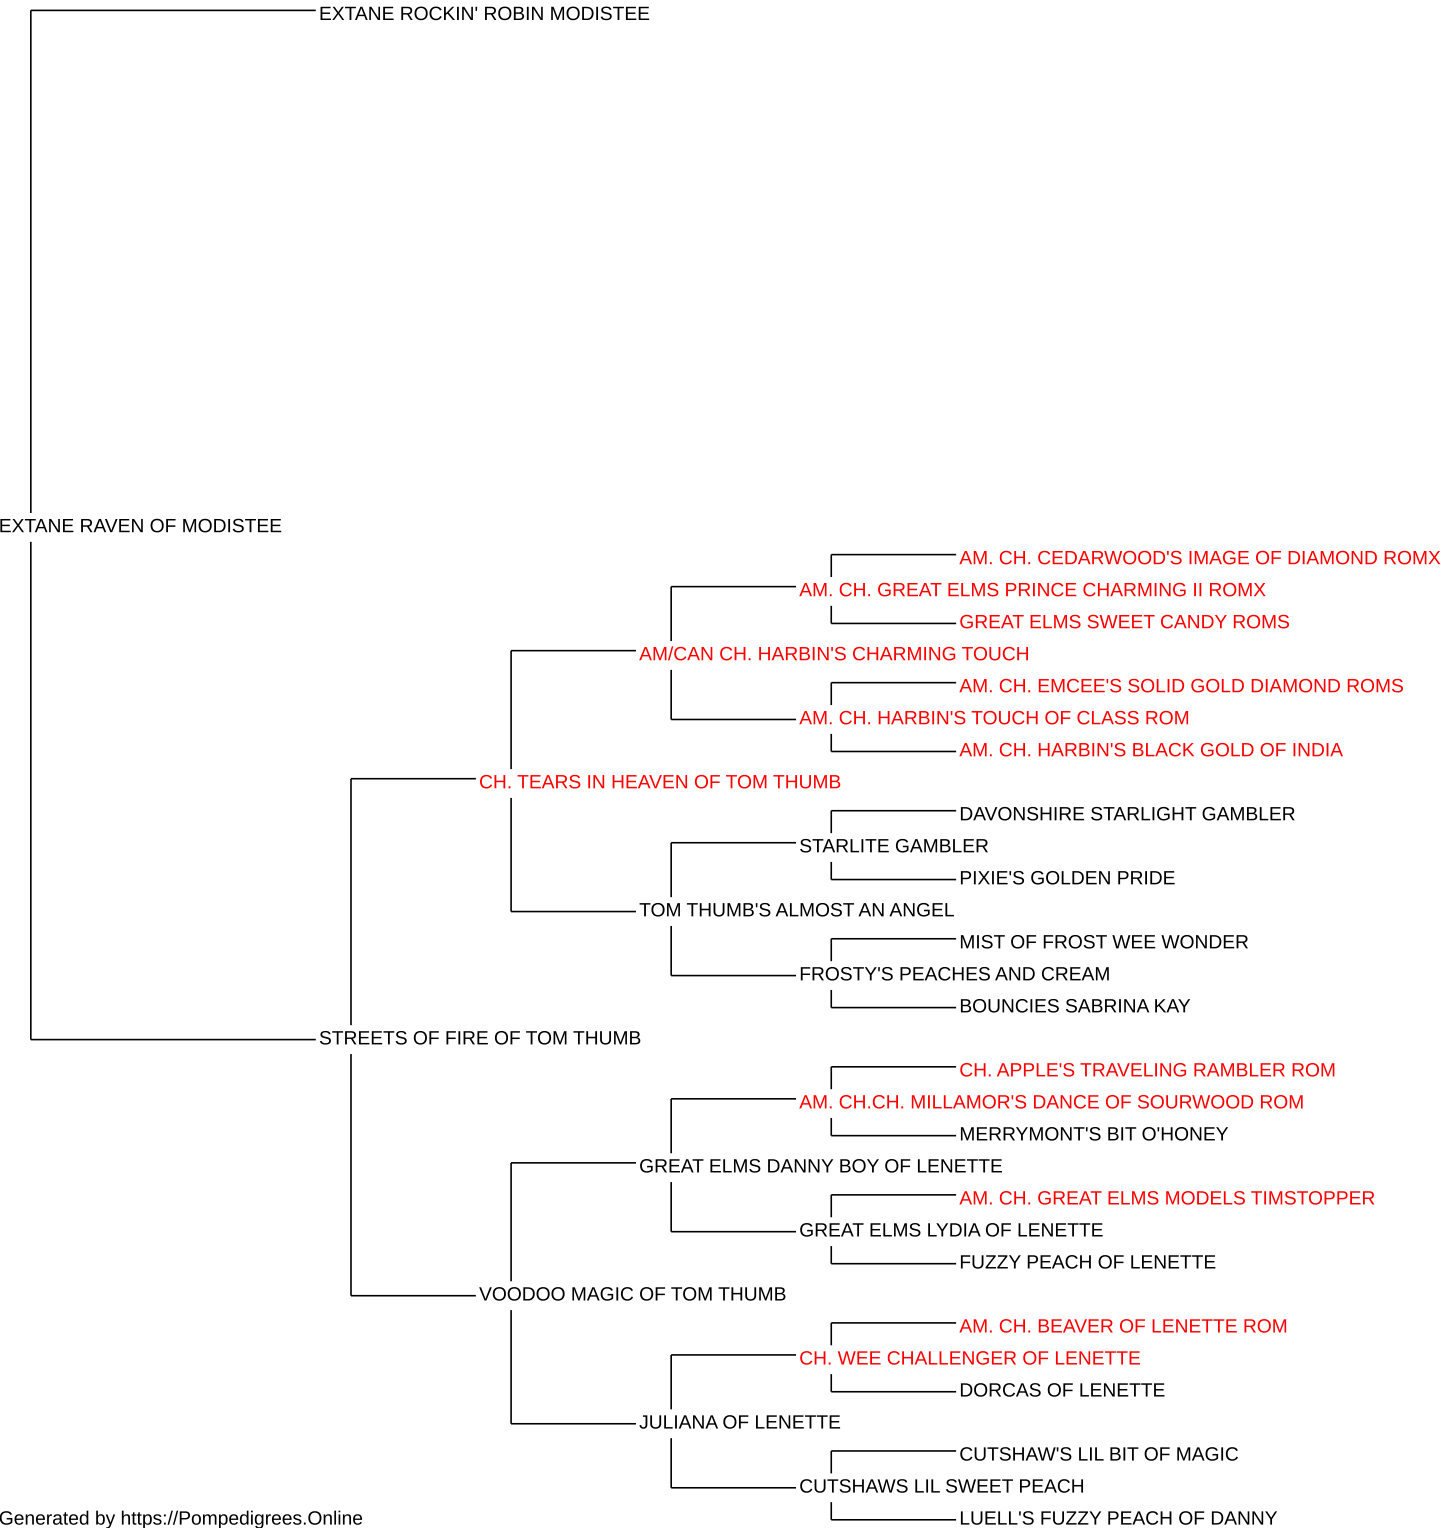 EXTANE ROCKIN' ROBIN MODISTEE
EXTANE RAVEN OF MODISTEE
AM. CH. CEDARWOOD'S IMAGE OF DIAMOND ROMX
AM. CH. GREAT ELMS PRINCE CHARMING II ROMX
GREAT ELMS SWEET CANDY ROMS
AM/CAN CH. HARBIN'S CHARMING TOUCH
AM. CH. EMCEE'S SOLID GOLD DIAMOND ROMS
AM. CH. HARBIN'S TOUCH OF CLASS ROM
AM. CH. HARBIN'S BLACK GOLD OF INDIA
CH. TEARS IN HEAVEN OF TOM THUMB
DAVONSHIRE STARLIGHT GAMBLER
STARLITE GAMBLER
PIXIE'S GOLDEN PRIDE
TOM THUMB'S ALMOST AN ANGEL
MIST OF FROST WEE WONDER
FROSTY'S PEACHES AND CREAM
BOUNCIES SABRINA KAY
STREETS OF FIRE OF TOM THUMB
CH. APPLE'S TRAVELING RAMBLER ROM
AM. CH.CH. MILLAMOR'S DANCE OF SOURWOOD ROM
MERRYMONT'S BIT O'HONEY
GREAT ELMS DANNY BOY OF LENETTE
AM. CH. GREAT ELMS MODELS TIMSTOPPER
GREAT ELMS LYDIA OF LENETTE
FUZZY PEACH OF LENETTE
VOODOO MAGIC OF TOM THUMB
AM. CH. BEAVER OF LENETTE ROM
CH. WEE CHALLENGER OF LENETTE
DORCAS OF LENETTE
JULIANA OF LENETTE
CUTSHAW'S LIL BIT OF MAGIC
CUTSHAWS LIL SWEET PEACH
LUELL'S FUZZY PEACH OF DANNY
Generated by https://Pompedigrees.Online